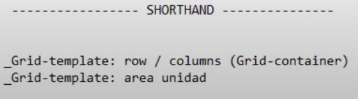 ----------------- SHORTHAND ---------------
_Grid-template: row / columns (Grid-container)
_Grid-template: area unidad